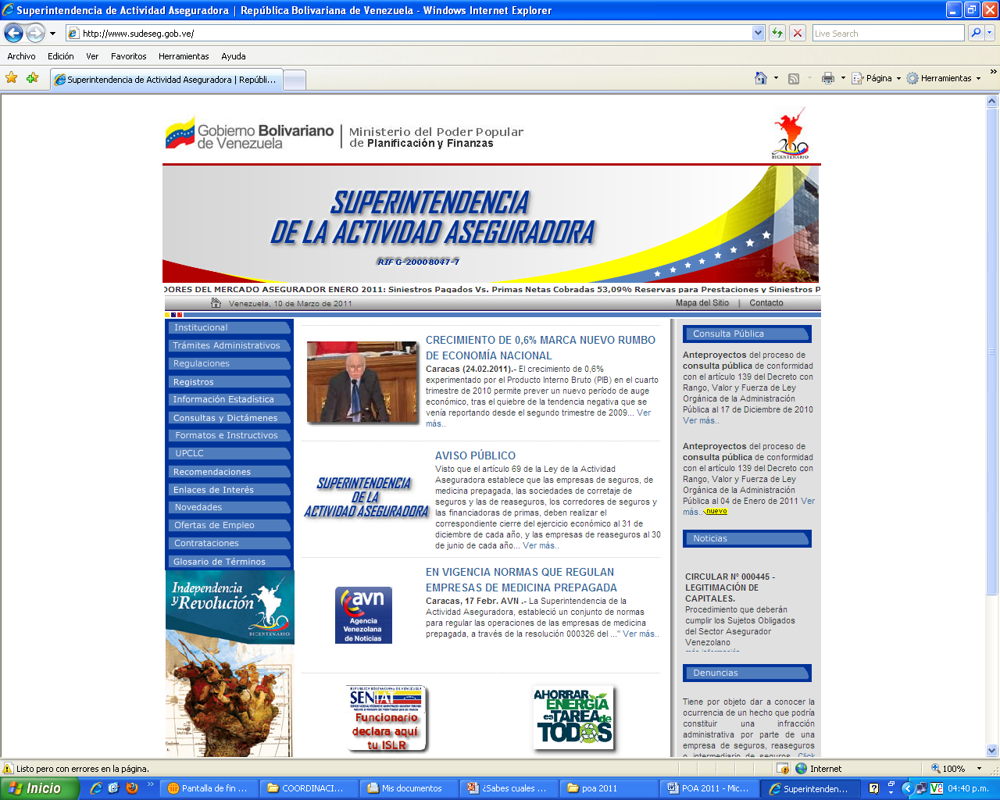 Superintendencia de Actividad Aseguradora | República Bolivariana de Venezuela - Windows Internet Explorer
http://www.sudeseg.gob.ve/
Live Search
Archivo Edición Ver Favoritos Herramientas Ayuda
Superintendencia de Actividad Aseguradora | Repúbli...
Página Herramientas
Gobierno Bolivariano
de Venezuela
Ministerio del Poder Popular
de Planificación y Finanzas
200
BICENTENARIO
SUPERINTENDENCIA
DE LA ACTIVIDAD ASEGURADORA
RIF G-20008047-7
DORES DEL MERCADO ASEGURADOR ENERO 2011: Siniestros Pagados Vs. Primas Netas Cobradas 53,09% Reservas para Prestaciones y Siniestros P
Venezuela, 10 de Marzo de 2011
Mapa del Sitio | Contacto
Institucional
Trámites Administrativos
Regulaciones
Registros
Información Estadística
Consultas y Dictámenes
Formatos e Instructivos
UPCLC
Recomendaciones
Enlaces de Interés
Novedades
Ofertas de Empleo
Contrataciones
Glosario de Términos
Independencia
y Revolución
200
BICENTENARIO
CRECIMIENTO DE 0,6% MARCA NUEVO RUMBO
DE ECONOMÍA NACIONAL
Caracas (24.02.2011).- El crecimiento de 0,6%
experimentado por el Producto Interno Bruto (PIB) en el cuarto
trimestre de 2010 permite prever un nuevo período de auge
económico, tras el quiebre de la tendencia negativa que se
venía reportando desde el segundo trimestre de 2009... Ver
más..
SUPERINTENDENCIA
DE LA
ACTIVIDAD ASEGURADORA
AVISO PÚBLICO
Visto que el artículo 69 de la Ley de la Actividad
Aseguradora establece que las empresas de seguros, de
medicina prepagada, las sociedades de corretaje de
seguros y las de reaseguros, los corredores de seguros y
las financiadoras de primas, deben realizar el
correspondiente cierre del ejercicio económico al 31 de
diciembre de cada año, y las empresas de reaseguros al 30
de junio de cada año... Ver más..
avn
Agencia
Venezolana
de Noticias
EN VIGENCIA NORMAS QUE REGULAN
EMPRESAS DE MEDICINA PREPAGADA
Caracas, 17 Febr. AVN .- La Superintendencia de la
Actividad Aseguradora, estableció un conjunto de normas
para regular las operaciones de las empresas de medicina
prepagada, a través de la resolución 000326 del ..." Ver más..
REPUBLICA BOLIVARIANA DE VENEZUELA
SENIAT
Funcionario
declara aquí
tu ISLR
AHORRAR
ENERGÍA
es TAREA de
TODOS
Consulta Pública
Anteproyectos del proceso de
consulta pública de conformidad
con el artículo 139 del Decreto con
Rango, Valor y Fuerza de Ley
Orgánica de la Administración
Pública al 17 de Diciembre de 2010
Ver más..
Anteproyectos del proceso de
consulta pública de conformidad
con el artículo 139 del Decreto con
Rango, Valor y Fuerza de Ley
Orgánica de la Administración
Pública al 04 de Enero de 2011 Ver
más.. nuevo
Noticias
CIRCULAR Nº 000445 -
LEGITIMACIÓN DE
CAPITALES.
Procedimiento que deberán
cumplir los Sujetos Obligados
del Sector Asegurador
Venezolano
más información
Denuncias
Tiene por objeto dar a conocer la
ocurrencia de un hecho que podría
constituir una infracción
administrativa por parte de una
empresa de seguros, reaseguros
o intermediario de seguros. Click
Listo pero con errores en la página.
Internet
100%
Inicio
Pantalla de fin ...
COORDINACI...
Mis documentos
¿Sabes cuales ...
poa 2011
POA 2011 - Mic...
Superintenden...
04:40 p.m.